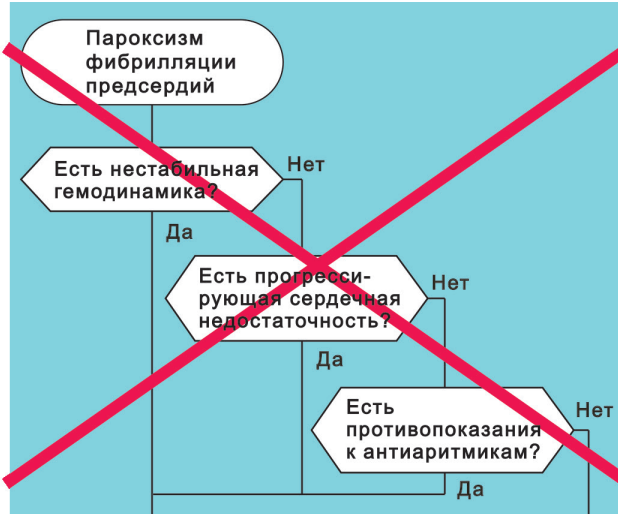 Пароксизм
фибрилляции
предсердий
Есть нестабильная
гемодинамика?
Нет
Да
Есть прогресси-
рующая сердечная
недостаточность?
Нет
Да
Есть
противопоказания
к антиаритмикам?
Нет
Да